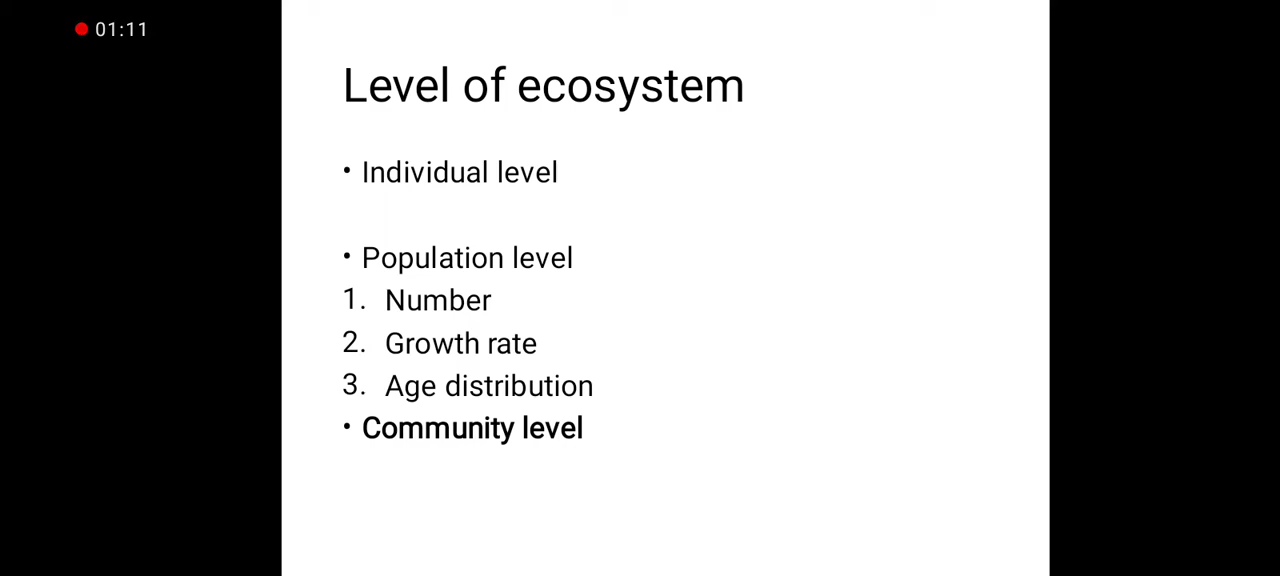 01:11
Level of ecosystem
• Individual level
• Population level
1. Number
2. Growth rate
3. Age distribution
• Community level